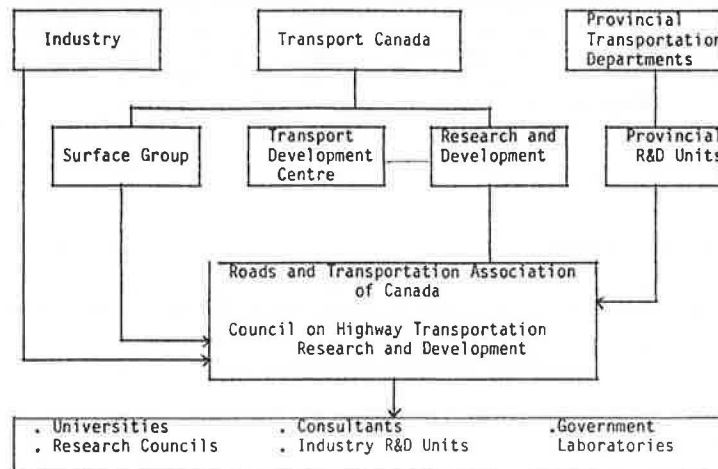 Industry
Transport Canada
Provincial
Transportation
Departments
Surface Group
Transport
Development
Centre
Research and
Development
Provincial
R&D Units
Roads and Transportation Association
of Canada
Council on Highway Transportation
Research and Development
. Universities
. Research Councils
. Consultants
. Industry R&D Units
.Government
Laboratories